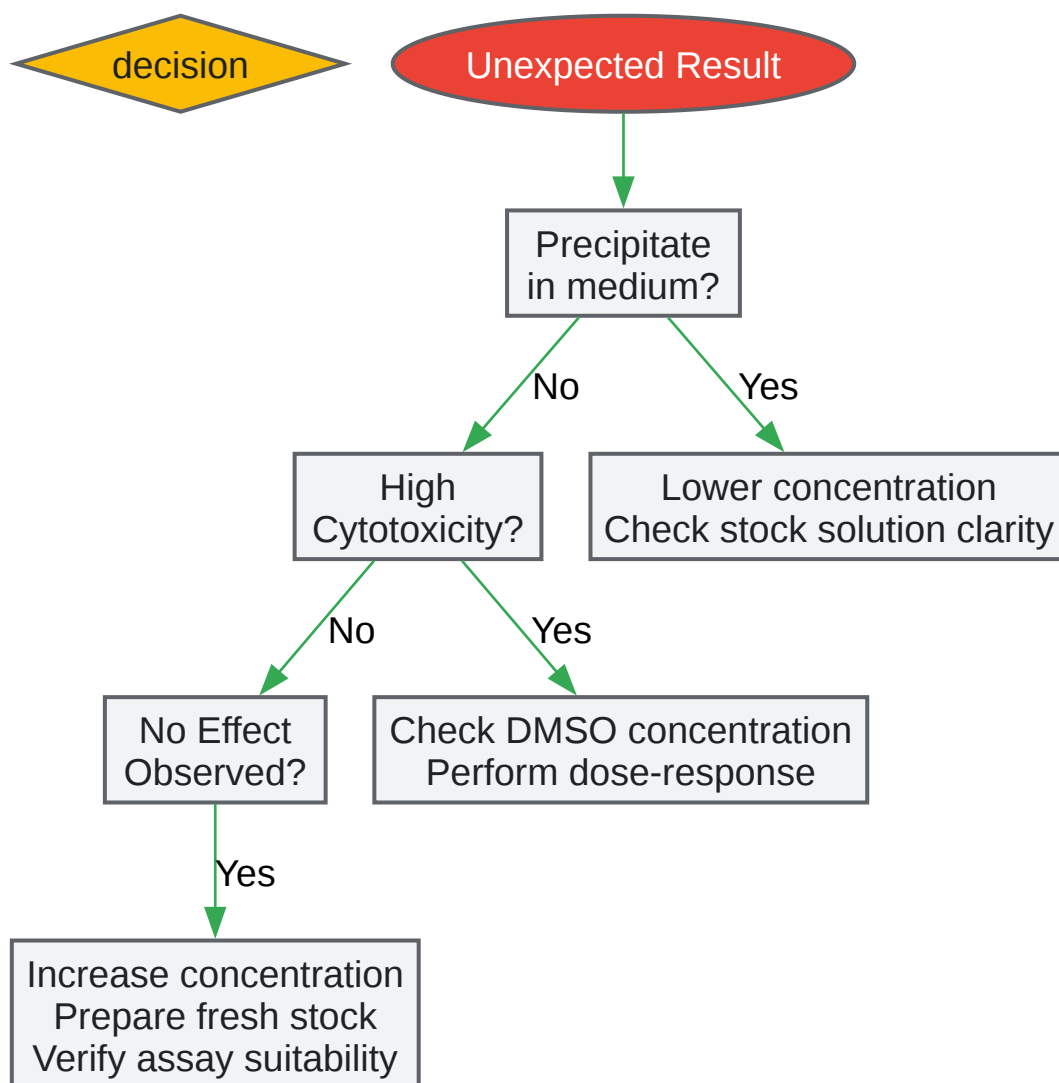 decision
Unexpected Result
Precipitate
in medium?
No
Yes
High
Cytotoxicity?
Lower concentration
Check stock solution clarity
No
Yes
No Effect
Observed?
Check DMSO concentration
Perform dose-response
Yes
Increase concentration
Prepare fresh stock
Verify assay suitability